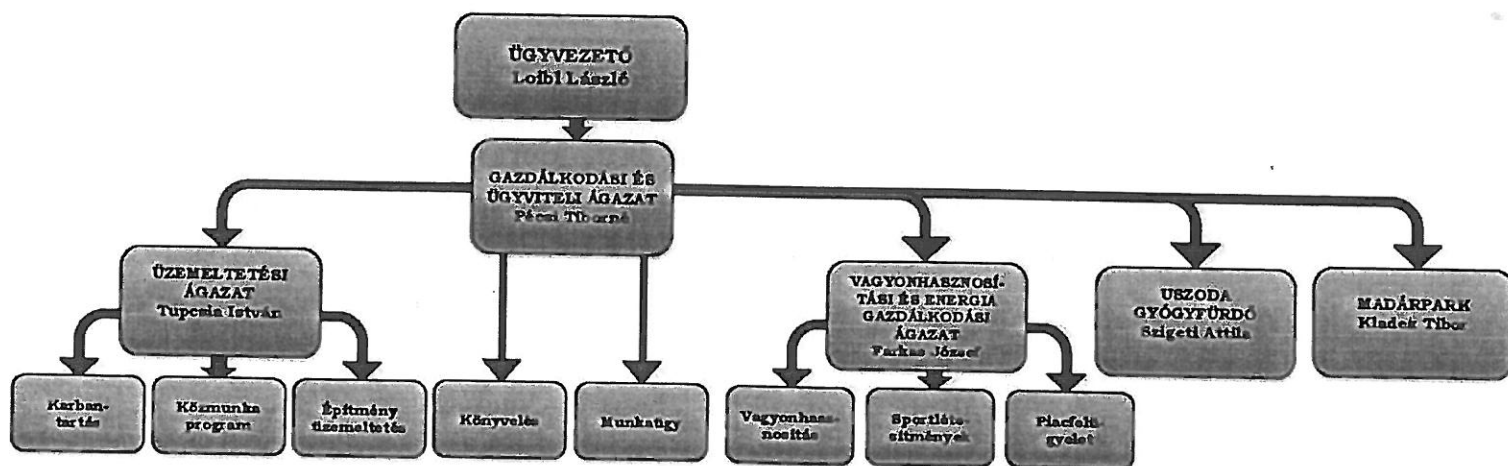 ÜGYVEZETŐ
Loibl László
GAZDÁLKODÁSI ÉS
ÜGYVITELI ÁGAZAT
Pécsi Tiborné
ÜZEMELTETÉSI
ÁGAZAT
Tupcsia István
VAGYONHASZNOSÍ-
TÁSI ÉS ENERGIA
GAZDÁLKODÁSI
ÁGAZAT
Farkas József
USZODA
GYÓGYFÜRDŐ
Szigeti Attila
MADÁRPARK
Kladek Tibor
Karban-
tartás
Közmunka
program
Építmény
üzemeltetés
Könyvelés
Munkaügy
Vagyonhasz-
nosítás
Sportléte-
sítmények
Piacfelü-
gyelet